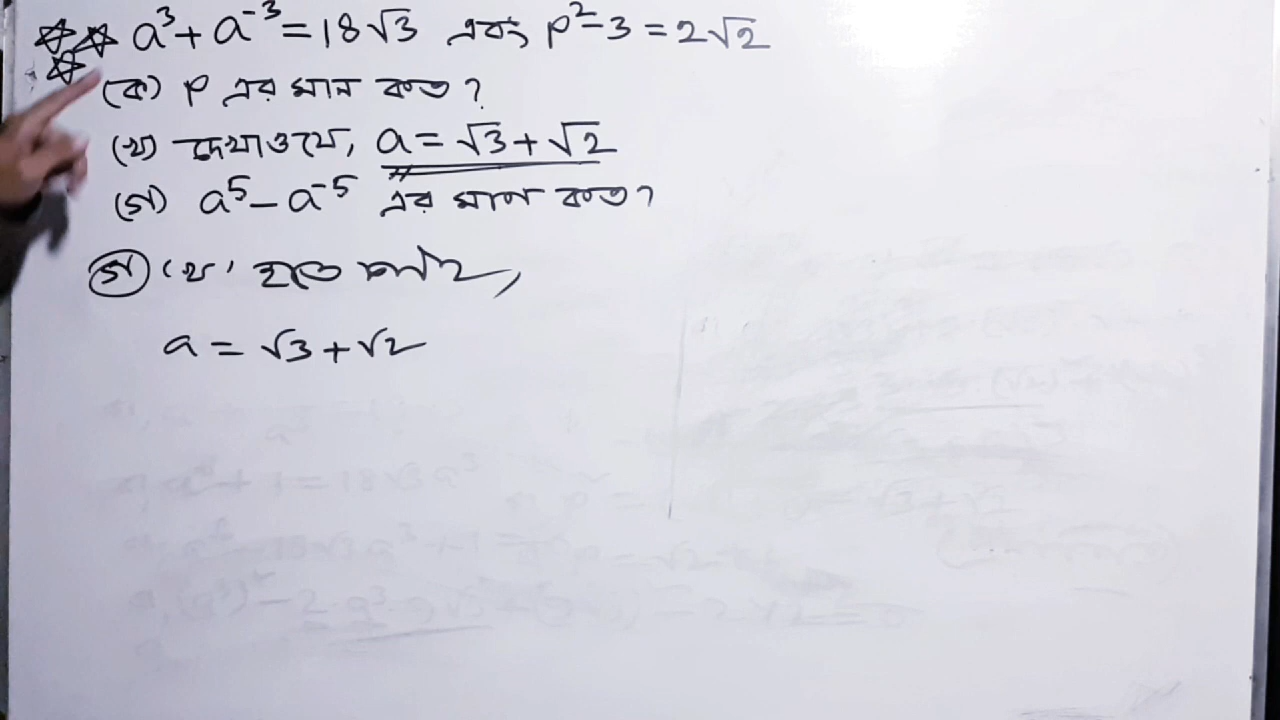 a³ + a⁻³ = 18√3 এবং p² – 3 = 2√2
(ক) p এর মান কত ?
(খ) দেখাও যে, a = √3 + √2
(গ) a⁵ – a⁻⁵ এর মান কত ?
(গ) 'খ' হতে পাই,
a = √3 + √2